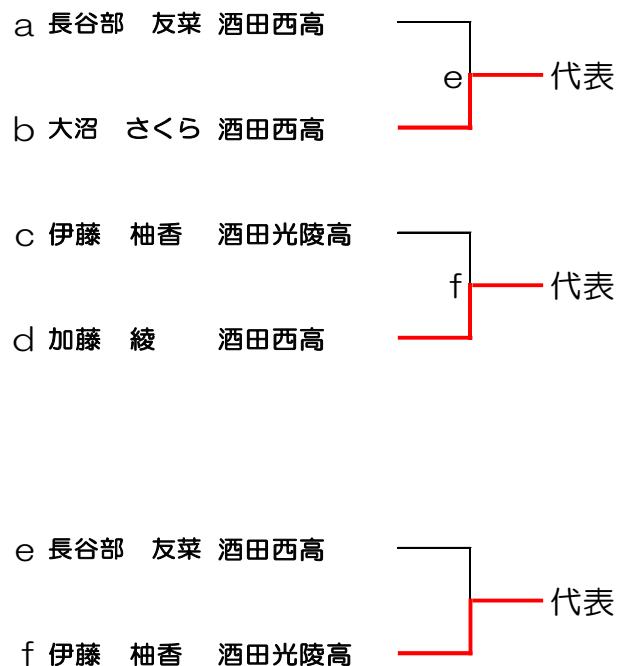 a 長谷部 友菜 酒田西高
e 代表
b 大沼 さくら 酒田西高
c 伊藤 柚香 酒田光陵高
f 代表
d 加藤 綾 酒田西高
e 長谷部 友菜 酒田西高
代表
f 伊藤 柚香 酒田光陵高